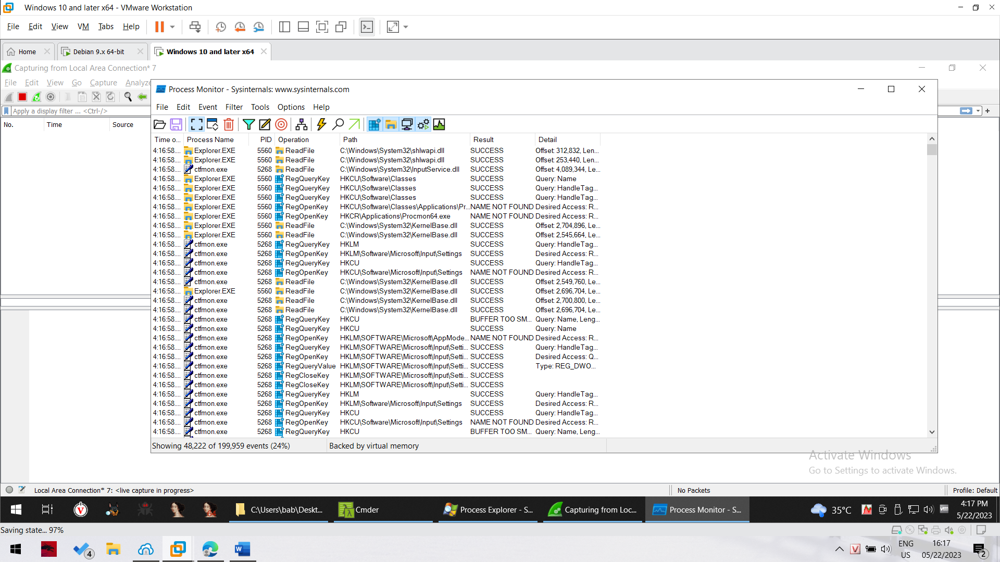 Windows 10 and later x64 - VMware Workstation
File Edit View VM Tabs Help
Home Debian 9.x 64-bit Windows 10 and later x64
Capturing from Local Area Connection* 7
File Edit View Go Capture Analyze
Apply a display filter ... <Ctrl-/>
No. Time Source
Process Monitor - Sysinternals: www.sysinternals.com
File Edit Event Filter Tools Options Help
Time o... Process Name PID Operation Path Result Detail
4:16:58.... Explorer.EXE 5560 ReadFile C:\Windows\System32\shlwapi.dll SUCCESS Offset: 312,832, Len...
4:16:58.... Explorer.EXE 5560 ReadFile C:\Windows\System32\shlwapi.dll SUCCESS Offset: 253,440, Len...
4:16:58.... ctfmon.exe 5268 ReadFile C:\Windows\System32\InputService.dll SUCCESS Offset: 4,089,344, Le...
4:16:58.... Explorer.EXE 5560 RegQueryKey HKCU\Software\Classes SUCCESS Query: Name
4:16:58.... Explorer.EXE 5560 RegQueryKey HKCU\Software\Classes SUCCESS Query: HandleTag...
4:16:58.... Explorer.EXE 5560 RegQueryKey HKCU\Software\Classes SUCCESS Query: HandleTag...
4:16:58.... Explorer.EXE 5560 RegOpenKey HKCU\Software\Classes\Applications\Pr... NAME NOT FOUND Desired Access: R...
4:16:58.... Explorer.EXE 5560 RegOpenKey HKCR\Applications\Procmon64.exe NAME NOT FOUND Desired Access: R...
4:16:58.... Explorer.EXE 5560 ReadFile C:\Windows\System32\KernelBase.dll SUCCESS Offset: 2,704,896, Le...
4:16:58.... Explorer.EXE 5560 ReadFile C:\Windows\System32\KernelBase.dll SUCCESS Offset: 2,545,664, Le...
4:16:58.... ctfmon.exe 5268 RegQueryKey HKLM SUCCESS Query: HandleTag...
4:16:58.... ctfmon.exe 5268 RegOpenKey HKLM\Software\Microsoft\Input\Settings SUCCESS Desired Access: R...
4:16:58.... ctfmon.exe 5268 RegQueryKey HKCU SUCCESS Query: HandleTag...
4:16:58.... ctfmon.exe 5268 RegOpenKey HKCU\Software\Microsoft\Input\Settings NAME NOT FOUND Desired Access: R...
4:16:58.... ctfmon.exe 5268 ReadFile C:\Windows\System32\KernelBase.dll SUCCESS Offset: 2,549,760, Le...
4:16:58.... Explorer.EXE 5560 ReadFile C:\Windows\System32\KernelBase.dll SUCCESS Offset: 2,696,704, Le...
4:16:58.... ctfmon.exe 5268 ReadFile C:\Windows\System32\KernelBase.dll SUCCESS Offset: 2,700,800, Le...
4:16:58.... ctfmon.exe 5268 ReadFile C:\Windows\System32\KernelBase.dll SUCCESS Offset: 2,696,704, Le...
4:16:58.... ctfmon.exe 5268 RegQueryKey HKCU BUFFER TOO SM... Query: Name, Leng...
4:16:58.... ctfmon.exe 5268 RegQueryKey HKCU SUCCESS Query: Name
4:16:58.... ctfmon.exe 5268 RegOpenKey HKLM\SOFTWARE\Microsoft\AppMode... NAME NOT FOUND Desired Access: R...
4:16:58.... ctfmon.exe 5268 RegQueryKey HKLM\SOFTWARE\Microsoft\Input\Setti... SUCCESS Query: HandleTag...
4:16:58.... ctfmon.exe 5268 RegOpenKey HKLM\SOFTWARE\Microsoft\Input\Setti... SUCCESS Desired Access: Q...
4:16:58.... ctfmon.exe 5268 RegQueryValue HKLM\SOFTWARE\Microsoft\Input\Setti... SUCCESS Type: REG_DWO...
4:16:58.... ctfmon.exe 5268 RegCloseKey HKLM\SOFTWARE\Microsoft\Input\Setti... SUCCESS
4:16:58.... ctfmon.exe 5268 RegCloseKey HKLM\SOFTWARE\Microsoft\Input\Setti... SUCCESS
4:16:58.... ctfmon.exe 5268 RegQueryKey HKLM SUCCESS Query: HandleTag...
4:16:58.... ctfmon.exe 5268 RegOpenKey HKLM\Software\Microsoft\Input\Settings SUCCESS Desired Access: R...
4:16:58.... ctfmon.exe 5268 RegQueryKey HKCU SUCCESS Query: HandleTag...
4:16:58.... ctfmon.exe 5268 RegOpenKey HKCU\Software\Microsoft\Input\Settings NAME NOT FOUND Desired Access: R...
4:16:58.... ctfmon.exe 5268 RegQueryKey HKCU BUFFER TOO SM... Query: Name, Leng...
Showing 48,222 of 199,959 events (24%) Backed by virtual memory
Activate Windows
Go to Settings to activate Windows.
Local Area Connection* 7: <live capture in progress> No Packets Profile: Default
C:\Users\bab\Deskt... Cmder Process Explorer - S... Capturing from Loc... Process Monitor - S... 35°C vm 4:17 PM
5/22/2023
Saving state... 97%
4 ENG 16:17
US 05/22/2023 2